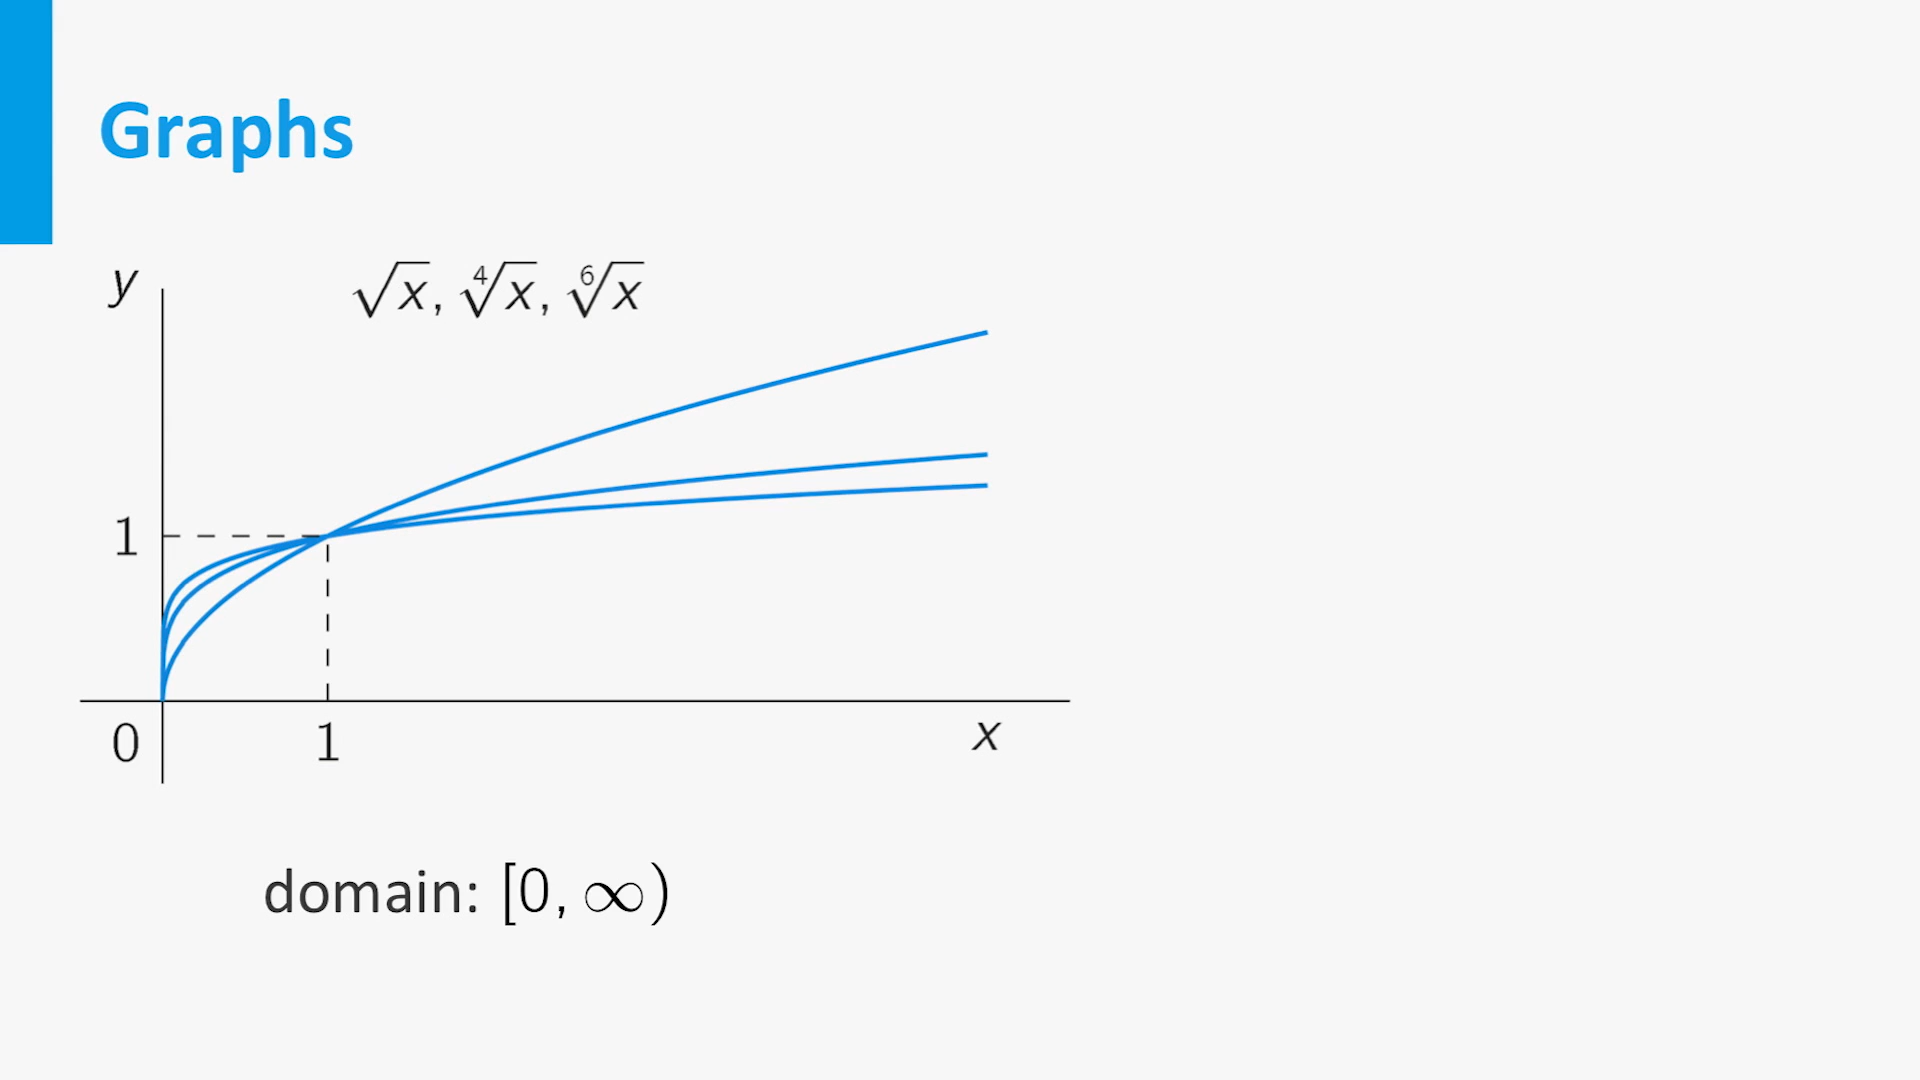 Graphs
y
√x, ∜x, ⁶√x
1
0 1 x
domain: [0, ∞)